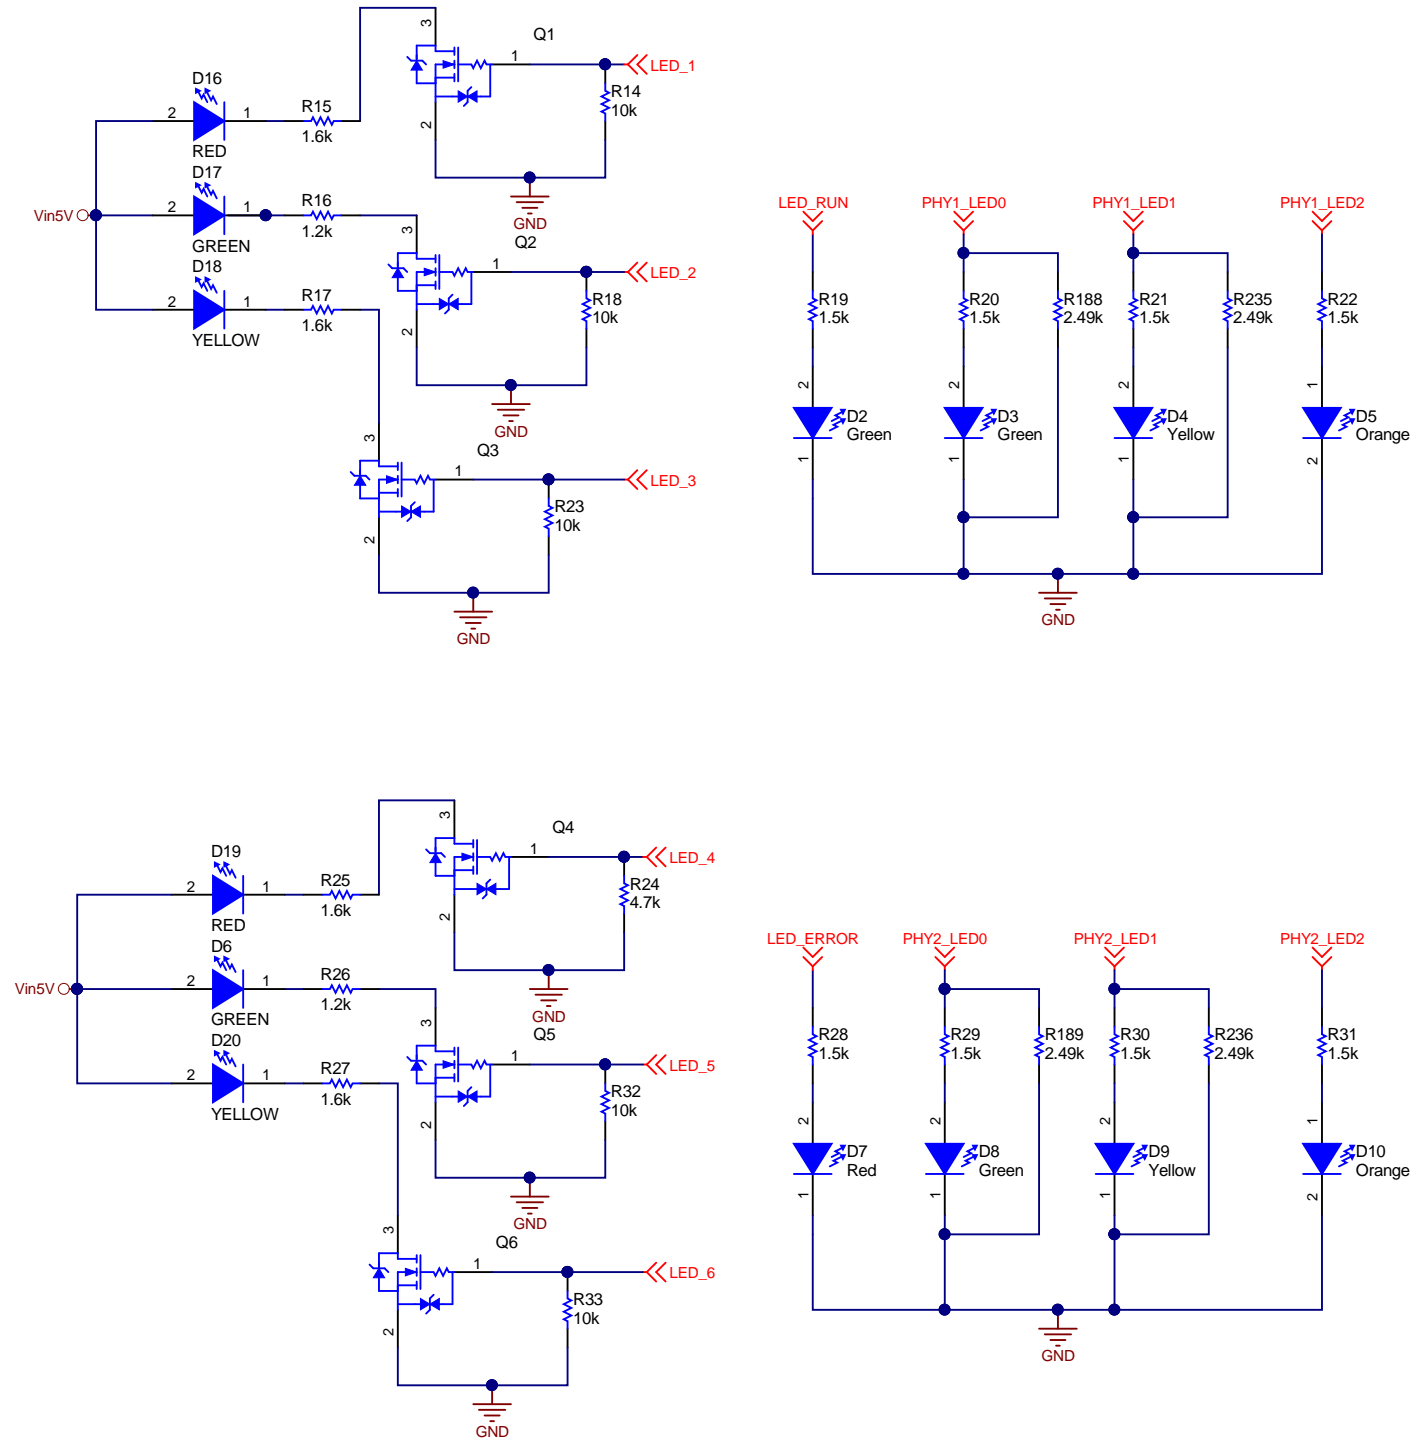 3
Q1
1
LED_1
D16
R14
10k
R15
2
1
2
1.6k
RED
D17
Vin5V
2
1
R16
1.2k
GND
3
Q2
GREEN
D18
1
LED_2
2
1
R17
1.6k
R18
10k
2
YELLOW
GND
3
Q3
1
LED_3
R23
10k
2
GND
LED_RUN
PHY1_LED0
PHY1_LED1
PHY1_LED2
R19
1.5k
R20
1.5k
R188
2.49k
R21
1.5k
R235
2.49k
R22
1.5k
2
2
2
1
D2
Green
D3
Green
D4
Yellow
D5
Orange
1
1
1
2
GND
3
Q4
1
LED_4
D19
R24
4.7k
R25
2
1
2
1.6k
RED
D6
Vin5V
2
1
R26
1.2k
GND
3
Q5
GREEN
D20
1
LED_5
2
1
R27
1.6k
R32
10k
2
YELLOW
GND
3
Q6
1
LED_6
R33
10k
2
GND
LED_ERROR
PHY2_LED0
PHY2_LED1
PHY2_LED2
R28
1.5k
R29
1.5k
R189
2.49k
R30
1.5k
R236
2.49k
R31
1.5k
2
2
2
1
D7
Red
D8
Green
D9
Yellow
D10
Orange
1
1
1
2
GND